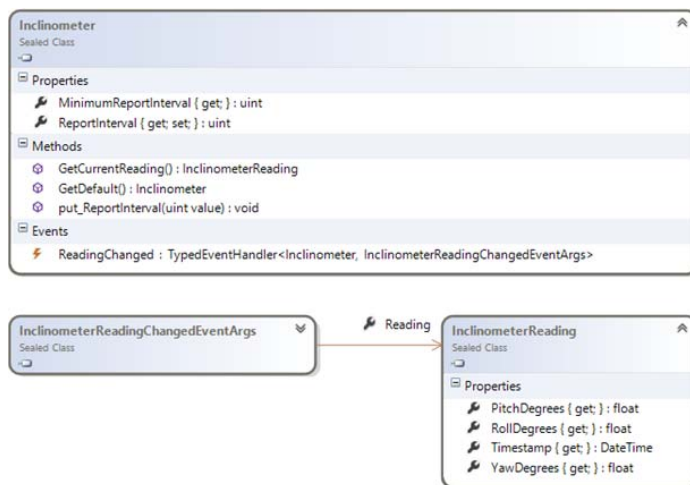 Inclinometer
Sealed Class
Properties
MinimumReportInterval { get; } : uint
ReportInterval { get; set; } : uint
Methods
GetCurrentReading() : InclinometerReading
GetDefault() : Inclinometer
put_ReportInterval(uint value) : void
Events
ReadingChanged : TypedEventHandler<Inclinometer, InclinometerReadingChangedEventArgs>
InclinometerReadingChangedEventArgs
Sealed Class
Reading
InclinometerReading
Sealed Class
Properties
PitchDegrees { get; } : float
RollDegrees { get; } : float
Timestamp { get; } : DateTime
YawDegrees { get; } : float